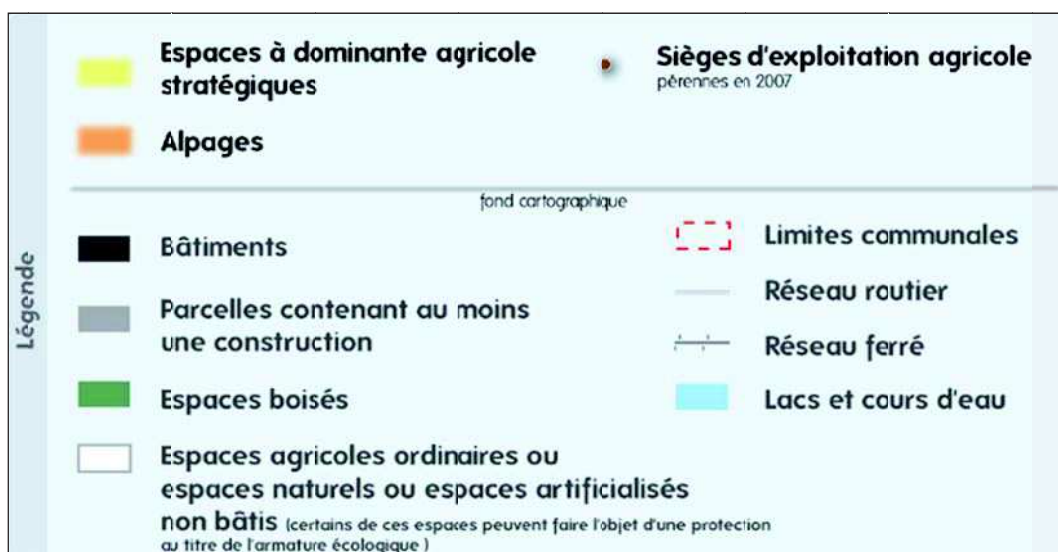 Légende
Espaces à dominante agricole
stratégiques
Alpages
Sièges d'exploitation agricole
pérennes en 2007
fond cartographique
Bâtiments
Parcelles contenant au moins
une construction
Espaces boisés
Espaces agricoles ordinaires ou
espaces naturels ou espaces artificialisés
non bâtis (certains de ces espaces peuvent faire l'objet d'une protection
au titre de l'armature écologique )
Limites communales
Réseau routier
Réseau ferré
Lacs et cours d'eau